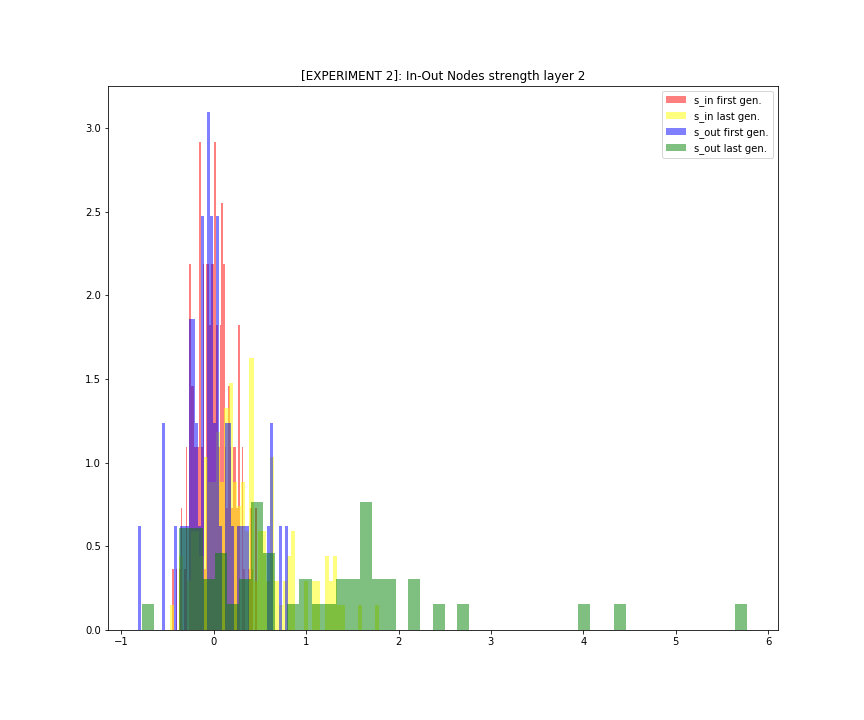 [EXPERIMENT 2]: In-Out Nodes strength layer 2
s_in first gen.
s_in last gen.
s_out first gen.
s_out last gen.
3.0
2.5
2.0
1.5
1.0
0.5
0.0
−1 0 1 2 3 4 5 6